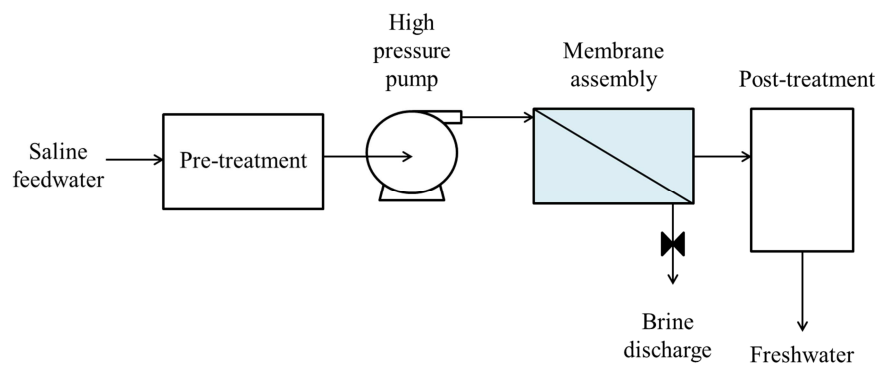 Saline
feedwater
Pre-treatment
High
pressure
pump
Membrane
assembly
Post-treatment
Brine
discharge
Freshwater